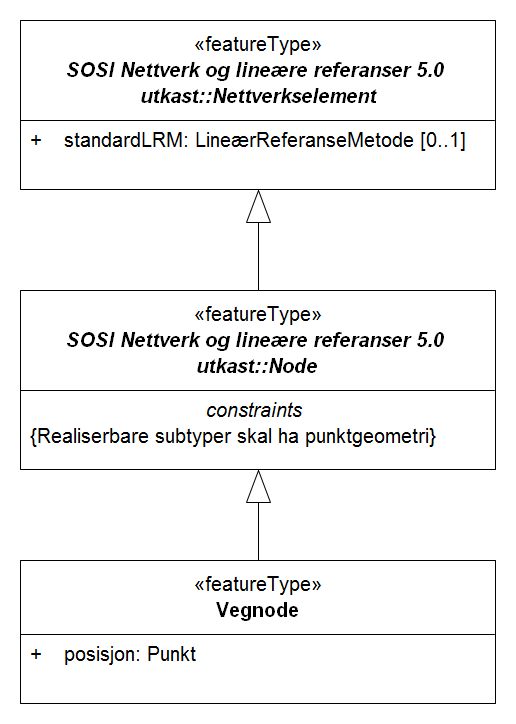 «featureType»
SOSI Nettverk og lineære referanser 5.0
utkast::Nettverkselement
+ standardLRM: LineærReferanseMetode [0..1]
«featureType»
SOSI Nettverk og lineære referanser 5.0
utkast::Node
constraints
{Realiserbare subtyper skal ha punktgeometri}
«featureType»
Vegnode
+ posisjon: Punkt